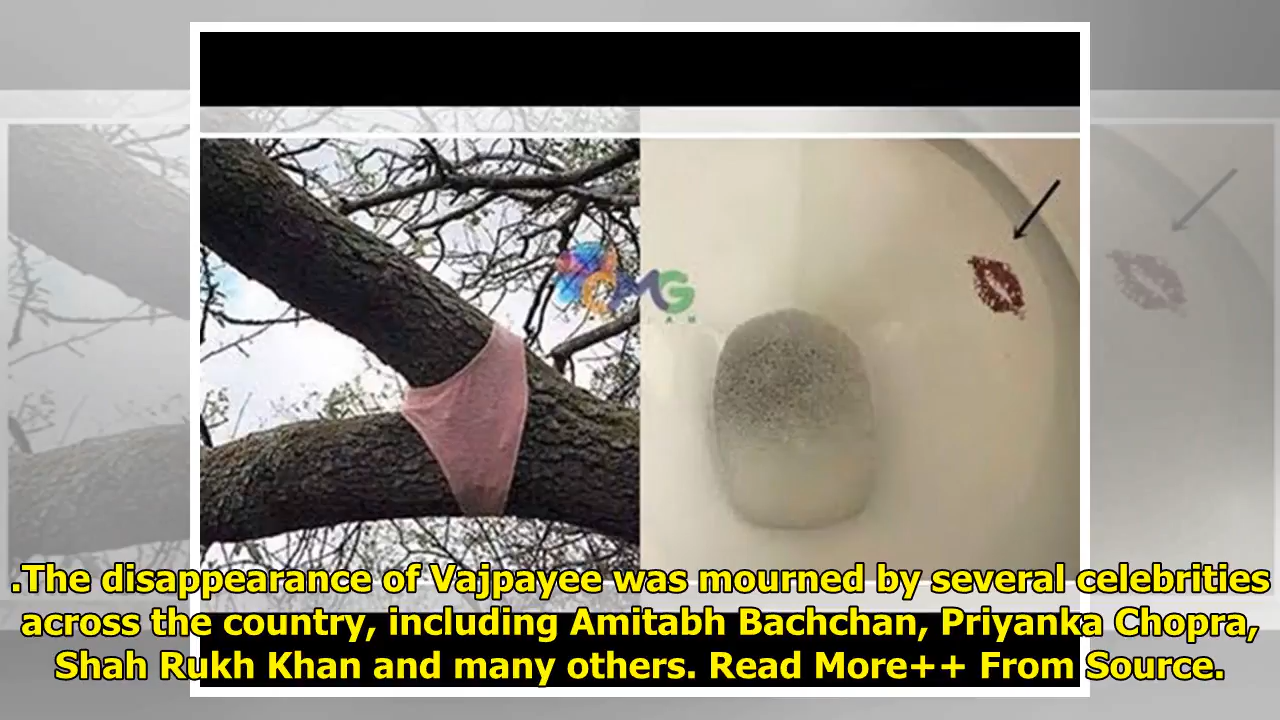 OMG
.The disappearance of Vajpayee was mourned by several celebrities
across the country, including Amitabh Bachchan, Priyanka Chopra,
Shah Rukh Khan and many others. Read More++ From Source.